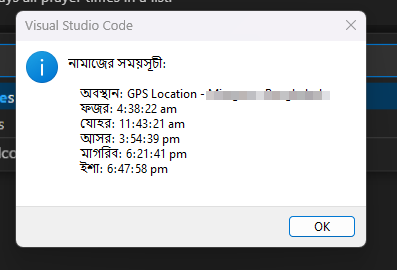 ays all prayer times in a list.
Visual Studio Code
নামাজের সময়সূচী:
অবস্থান: GPS Location -
ফজর: 4:38:22 am
যোহর: 11:43:21 am
আসর: 3:54:39 pm
মাগরিব: 6:21:41 pm
ইশা: 6:47:58 pm
es
s
lco
OK